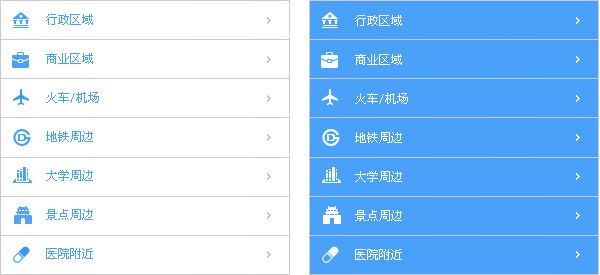 行政区域
商业区域
火车/机场
地铁周边
大学周边
景点周边
医院附近
行政区域
商业区域
火车/机场
地铁周边
大学周边
景点周边
医院附近